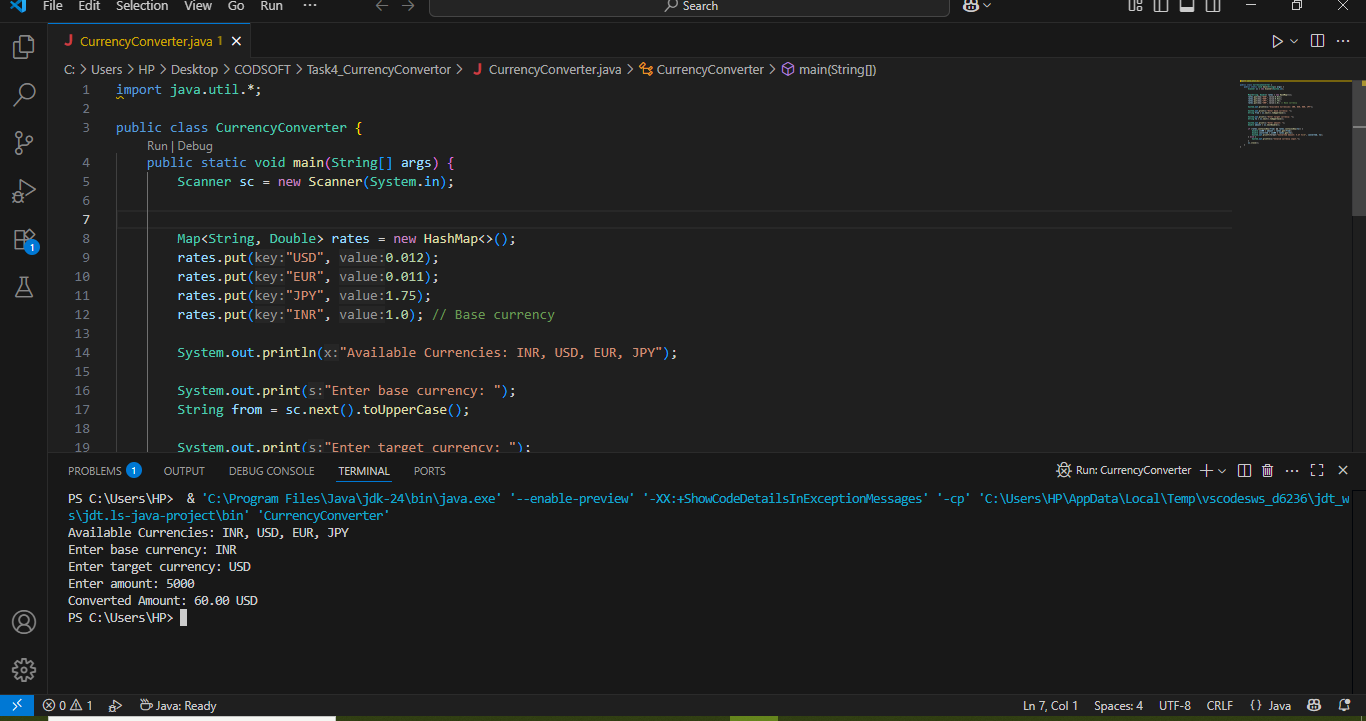 File Edit Selection View Go Run ··· Search
J CurrencyConverter.java 1
C: > Users > HP > Desktop > CODSOFT > Task4_CurrencyConvertor > J CurrencyConverter.java > CurrencyConverter > main(String[])
1 import java.util.*;
2
3 public class CurrencyConverter {
Run | Debug
4 public static void main(String[] args) {
5 Scanner sc = new Scanner(System.in);
6
7
8 Map<String, Double> rates = new HashMap<>();
9 rates.put(key:"USD", value:0.012);
10 rates.put(key:"EUR", value:0.011);
11 rates.put(key:"JPY", value:1.75);
12 rates.put(key:"INR", value:1.0); // Base currency
13
14 System.out.println(x:"Available Currencies: INR, USD, EUR, JPY");
15
16 System.out.print(s:"Enter base currency: ");
17 String from = sc.next().toUpperCase();
18
19 System.out.print(s:"Enter target currency: ");
PROBLEMS 1 OUTPUT DEBUG CONSOLE TERMINAL PORTS Run: CurrencyConverter
PS C:\Users\HP> & 'C:\Program Files\Java\jdk-24\bin\java.exe' '--enable-preview' '-XX:+ShowCodeDetailsInExceptionMessages' '-cp' 'C:\Users\HP\AppData\Local\Temp\vscodesws_d6236\jdt_w
s\jdt.ls-java-project\bin' 'CurrencyConverter'
Available Currencies: INR, USD, EUR, JPY
Enter base currency: INR
Enter target currency: USD
Enter amount: 5000
Converted Amount: 60.00 USD
PS C:\Users\HP>
1
0 1 Java: Ready Ln 7, Col 1 Spaces: 4 UTF-8 CRLF {} Java